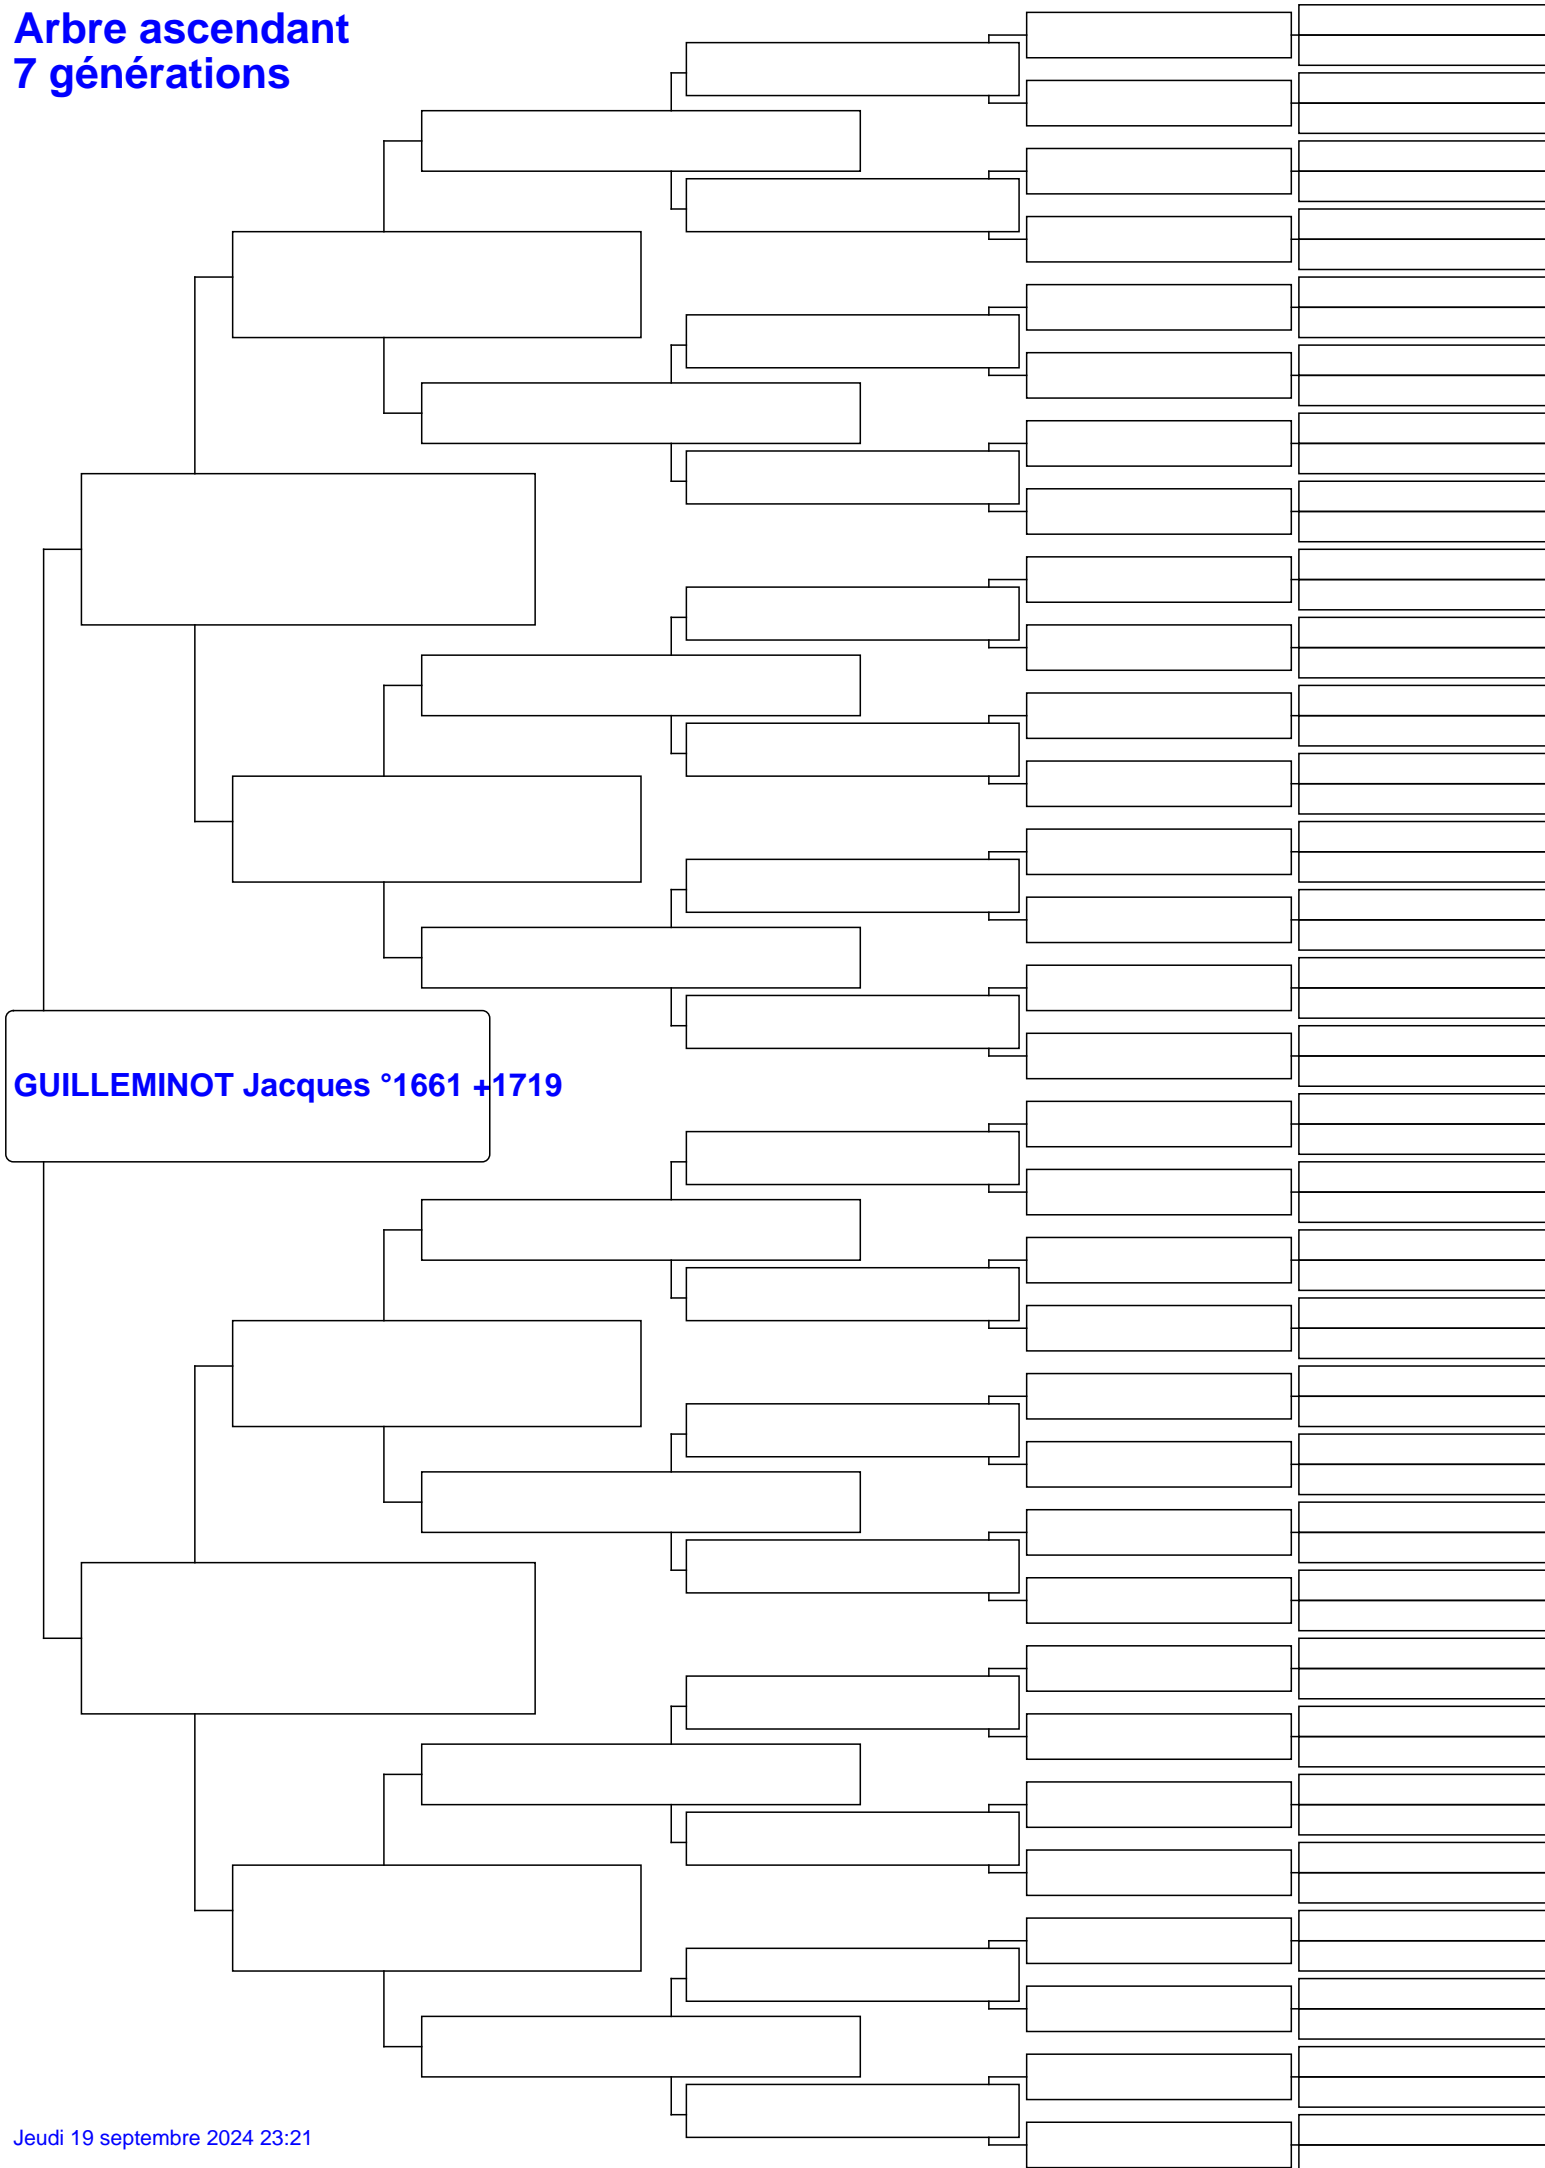 Arbre ascendant
7 générations
GUILLEMINOT Jacques °1661 +1719
Jeudi 19 septembre 2024 23:21